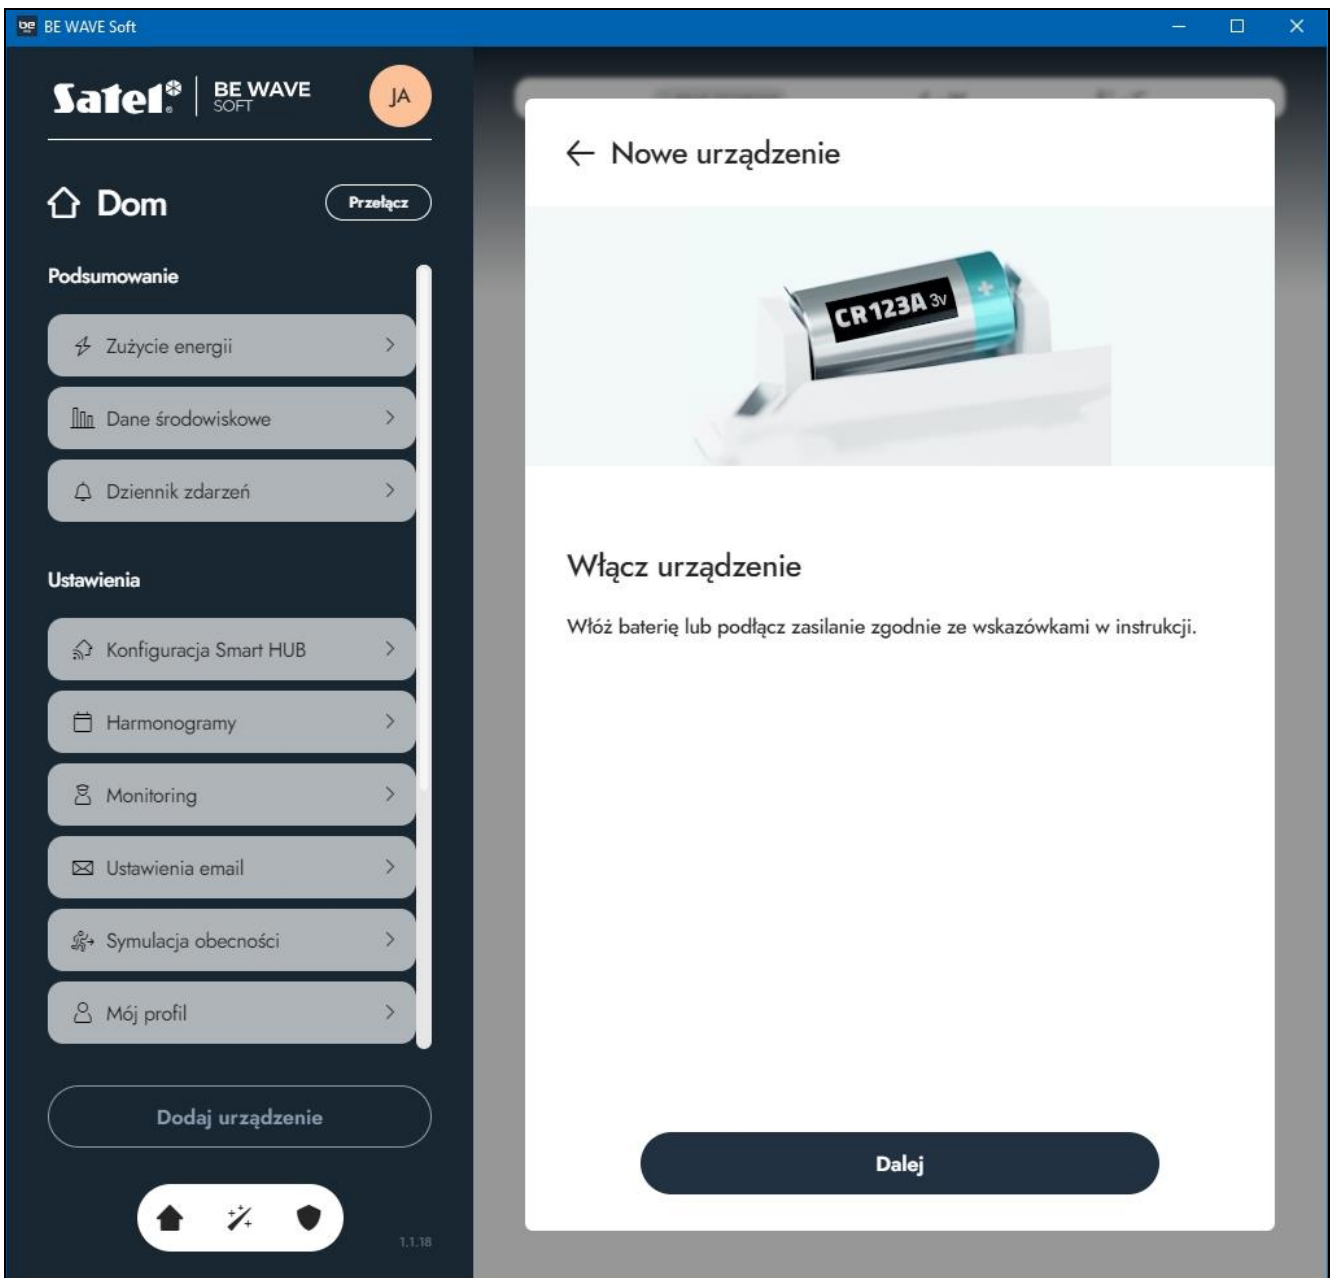 BE WAVE Soft
Satel® BE WAVE
SOFT
JA
Dom
Przełącz
Podsumowanie
Zużycie energii
Dane środowiskowe
Dziennik zdarzeń
Ustawienia
Konfiguracja Smart HUB
Harmonogramy
Monitoring
Ustawienia email
Symulacja obecności
Mój profil
Dodaj urządzenie
1.1.18
Nowe urządzenie
CR123A 3v
+
Włącz urządzenie
Włóż baterię lub podłącz zasilanie zgodnie ze wskazówkami w instrukcji.
Dalej